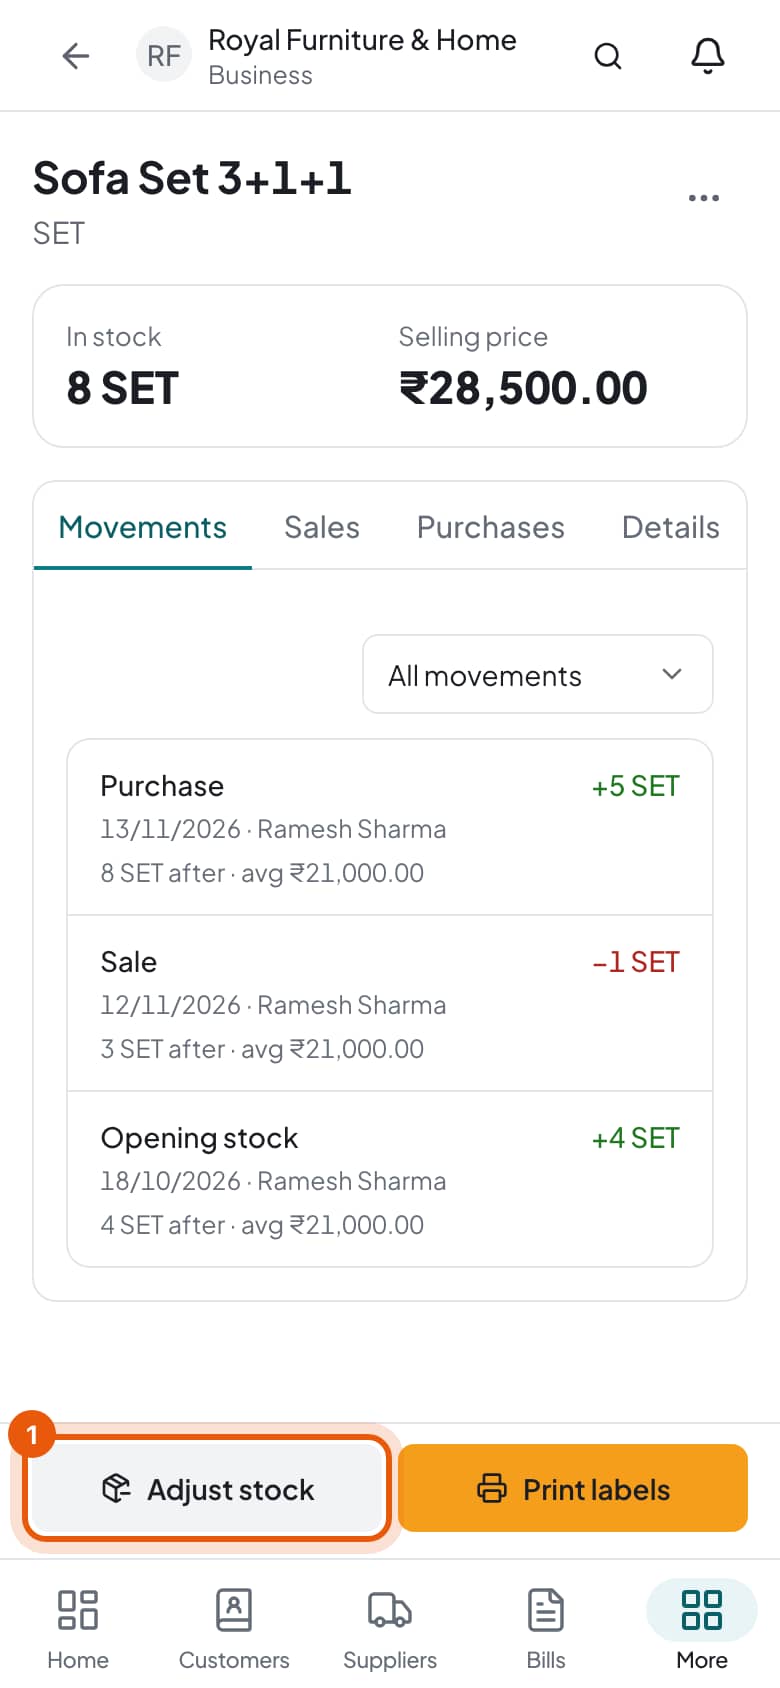 RF
Royal Furniture & Home
Business
Sofa Set 3+1+1
SET
In stock
8 SET
Selling price
₹28,500.00
Movements
Sales
Purchases
Details
All movements
Purchase
+5 SET
13/11/2026 · Ramesh Sharma
8 SET after · avg ₹21,000.00
Sale
−1 SET
12/11/2026 · Ramesh Sharma
3 SET after · avg ₹21,000.00
Opening stock
+4 SET
18/10/2026 · Ramesh Sharma
4 SET after · avg ₹21,000.00
1
Adjust stock
Print labels
Home
Customers
Suppliers
Bills
More